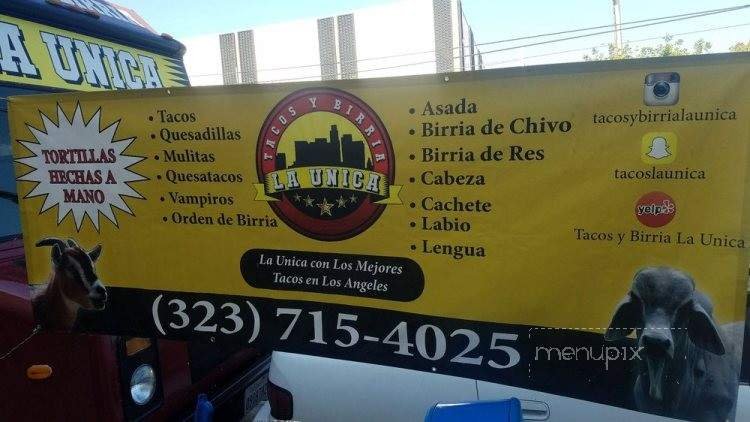 LA UNICA
TORTILLAS
HECHAS A
MANO
• Tacos
• Quesadillas
• Mulitas
• Quesatacos
• Vampiros
• Orden de Birria
TACOS Y BIRRIA
LA UNICA
La Unica con Los Mejores
Tacos en Los Angeles
• Asada
• Birria de Chivo
• Birria de Res
• Cabeza
• Cachete
• Labio
• Lengua
tacosybirrialaunica
tacoslaunica
yelp
Tacos y Birria La Unica
(323) 715-4025
menupix